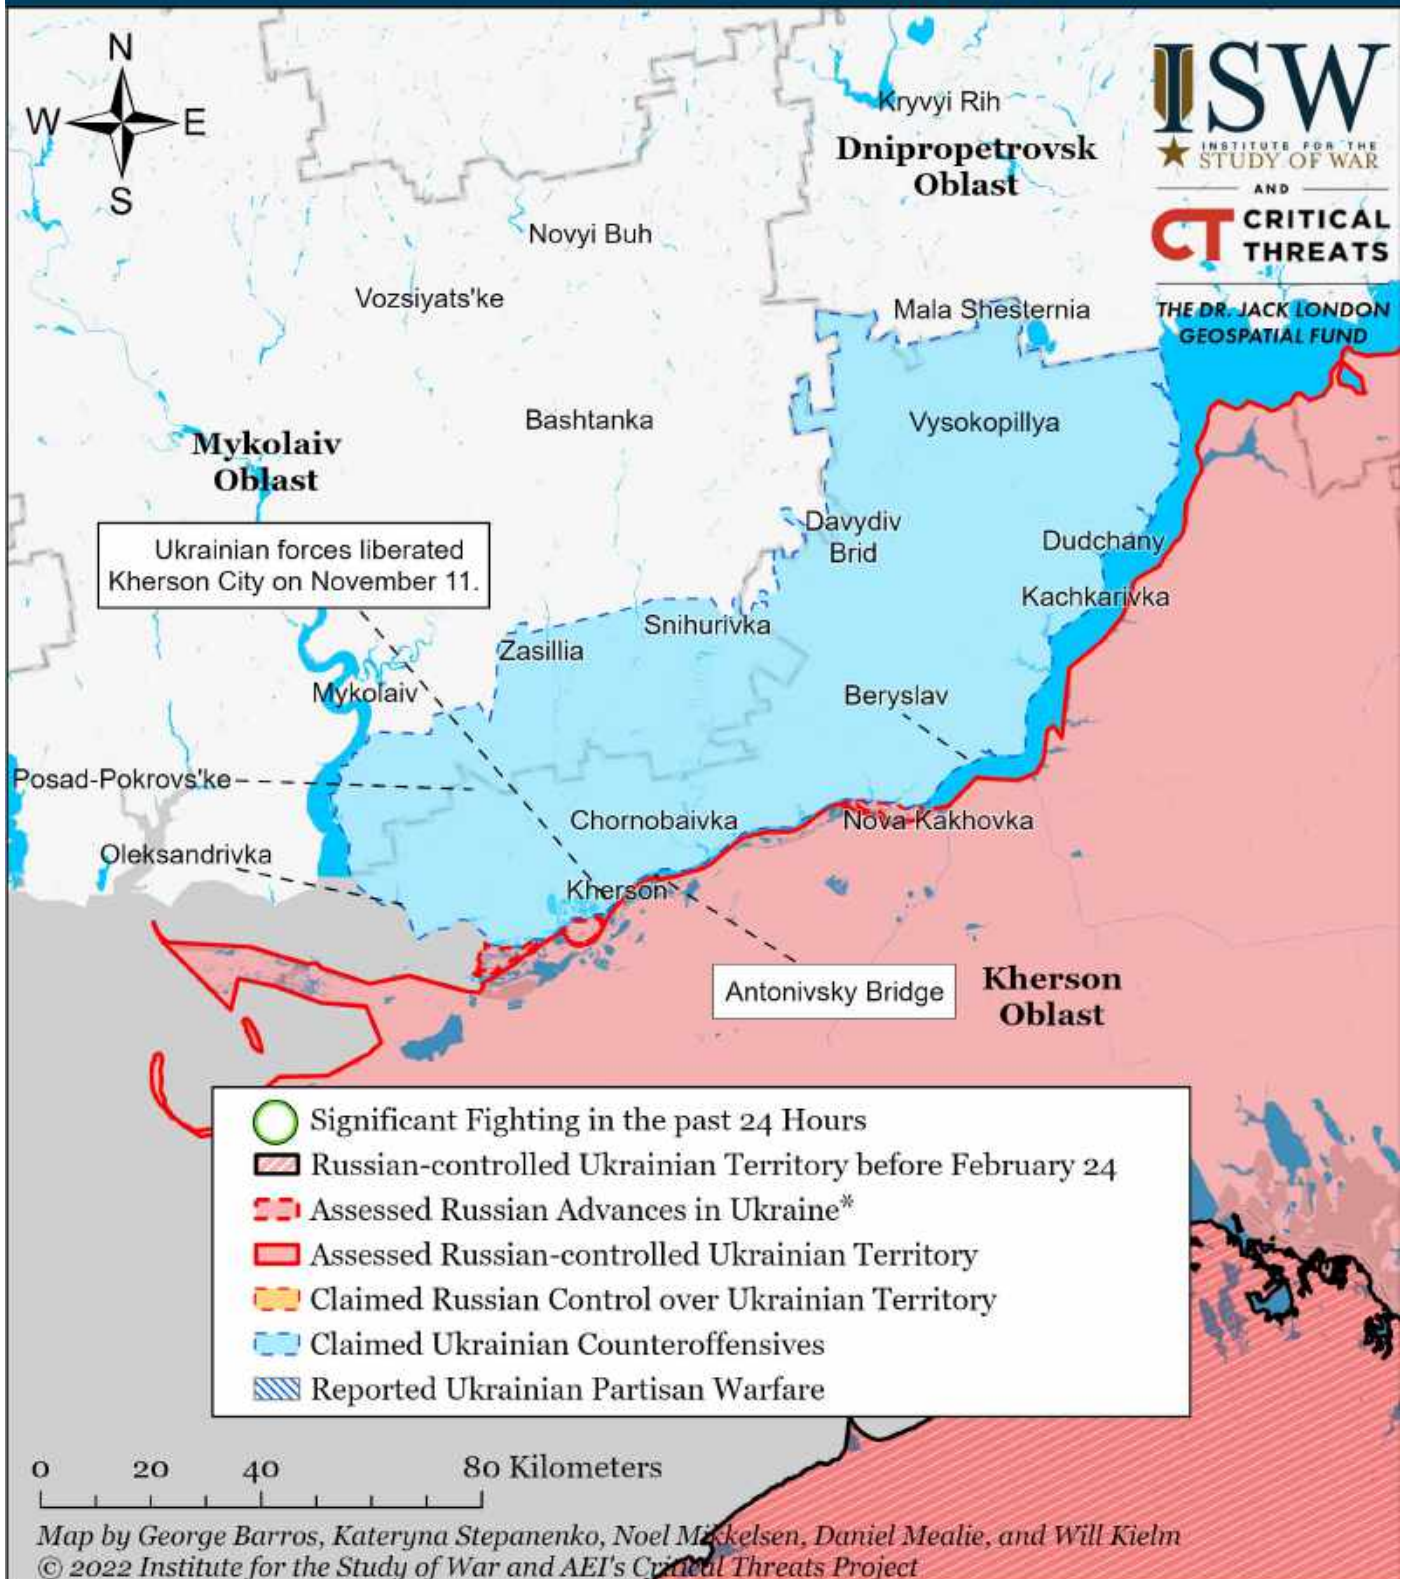 N
W
E
S
ISW
INSTITUTE FOR THE
STUDY OF WAR
AND
CT CRITICAL
THREATS
THE DR. JACK LONDON
GEOSPATIAL FUND
Kryvyi Rih
Dnipropetrovsk
Oblast
Novyi Buh
Vozsiyats'ke
Mala Shesternia
Bashtanka
Vysokopillya
Mykolaiv
Oblast
Davydiv
Brid
Dudchany
Ukrainian forces liberated
Kherson City on November 11.
Kachkarivka
Snihurivka
Zasillia
Mykolaiv
Beryslav
Posad-Pokrovs'ke
Chornobaivka
Nova Kakhovka
Oleksandrivka
Kherson
Antonivsky Bridge
Kherson
Oblast
Significant Fighting in the past 24 Hours
Russian-controlled Ukrainian Territory before February 24
Assessed Russian Advances in Ukraine*
Assessed Russian-controlled Ukrainian Territory
Claimed Russian Control over Ukrainian Territory
Claimed Ukrainian Counteroffensives
Reported Ukrainian Partisan Warfare
0 20 40 80 Kilometers
Map by George Barros, Kateryna Stepanenko, Noel Mikkelsen, Daniel Mealie, and Will Kielm
© 2022 Institute for the Study of War and AEI's Critical Threats Project